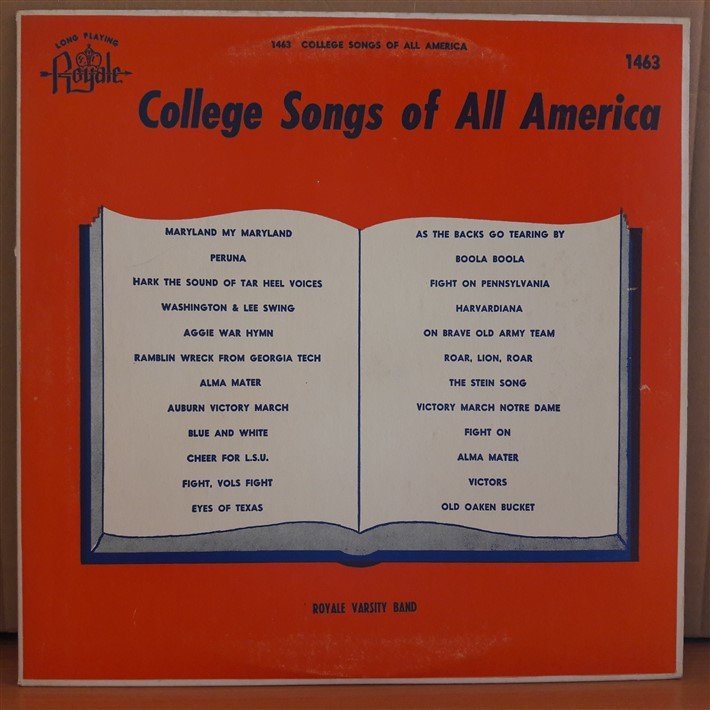 LONG PLAYING
Royale
1463 COLLEGE SONGS OF ALL AMERICA
1463
College Songs of All America
MARYLAND MY MARYLAND
PERUNA
HARK THE SOUND OF TAR HEEL VOICES
WASHINGTON & LEE SWING
AGGIE WAR HYMN
RAMBLIN WRECK FROM GEORGIA TECH
ALMA MATER
AUBURN VICTORY MARCH
BLUE AND WHITE
CHEER FOR L.S.U.
FIGHT, VOLS FIGHT
EYES OF TEXAS
AS THE BACKS GO TEARING BY
BOOLA BOOLA
FIGHT ON PENNSYLVANIA
HARVARDIANA
ON BRAVE OLD ARMY TEAM
ROAR, LION, ROAR
THE STEIN SONG
VICTORY MARCH NOTRE DAME
FIGHT ON
ALMA MATER
VICTORS
OLD OAKEN BUCKET
ROYALE VARSITY BAND